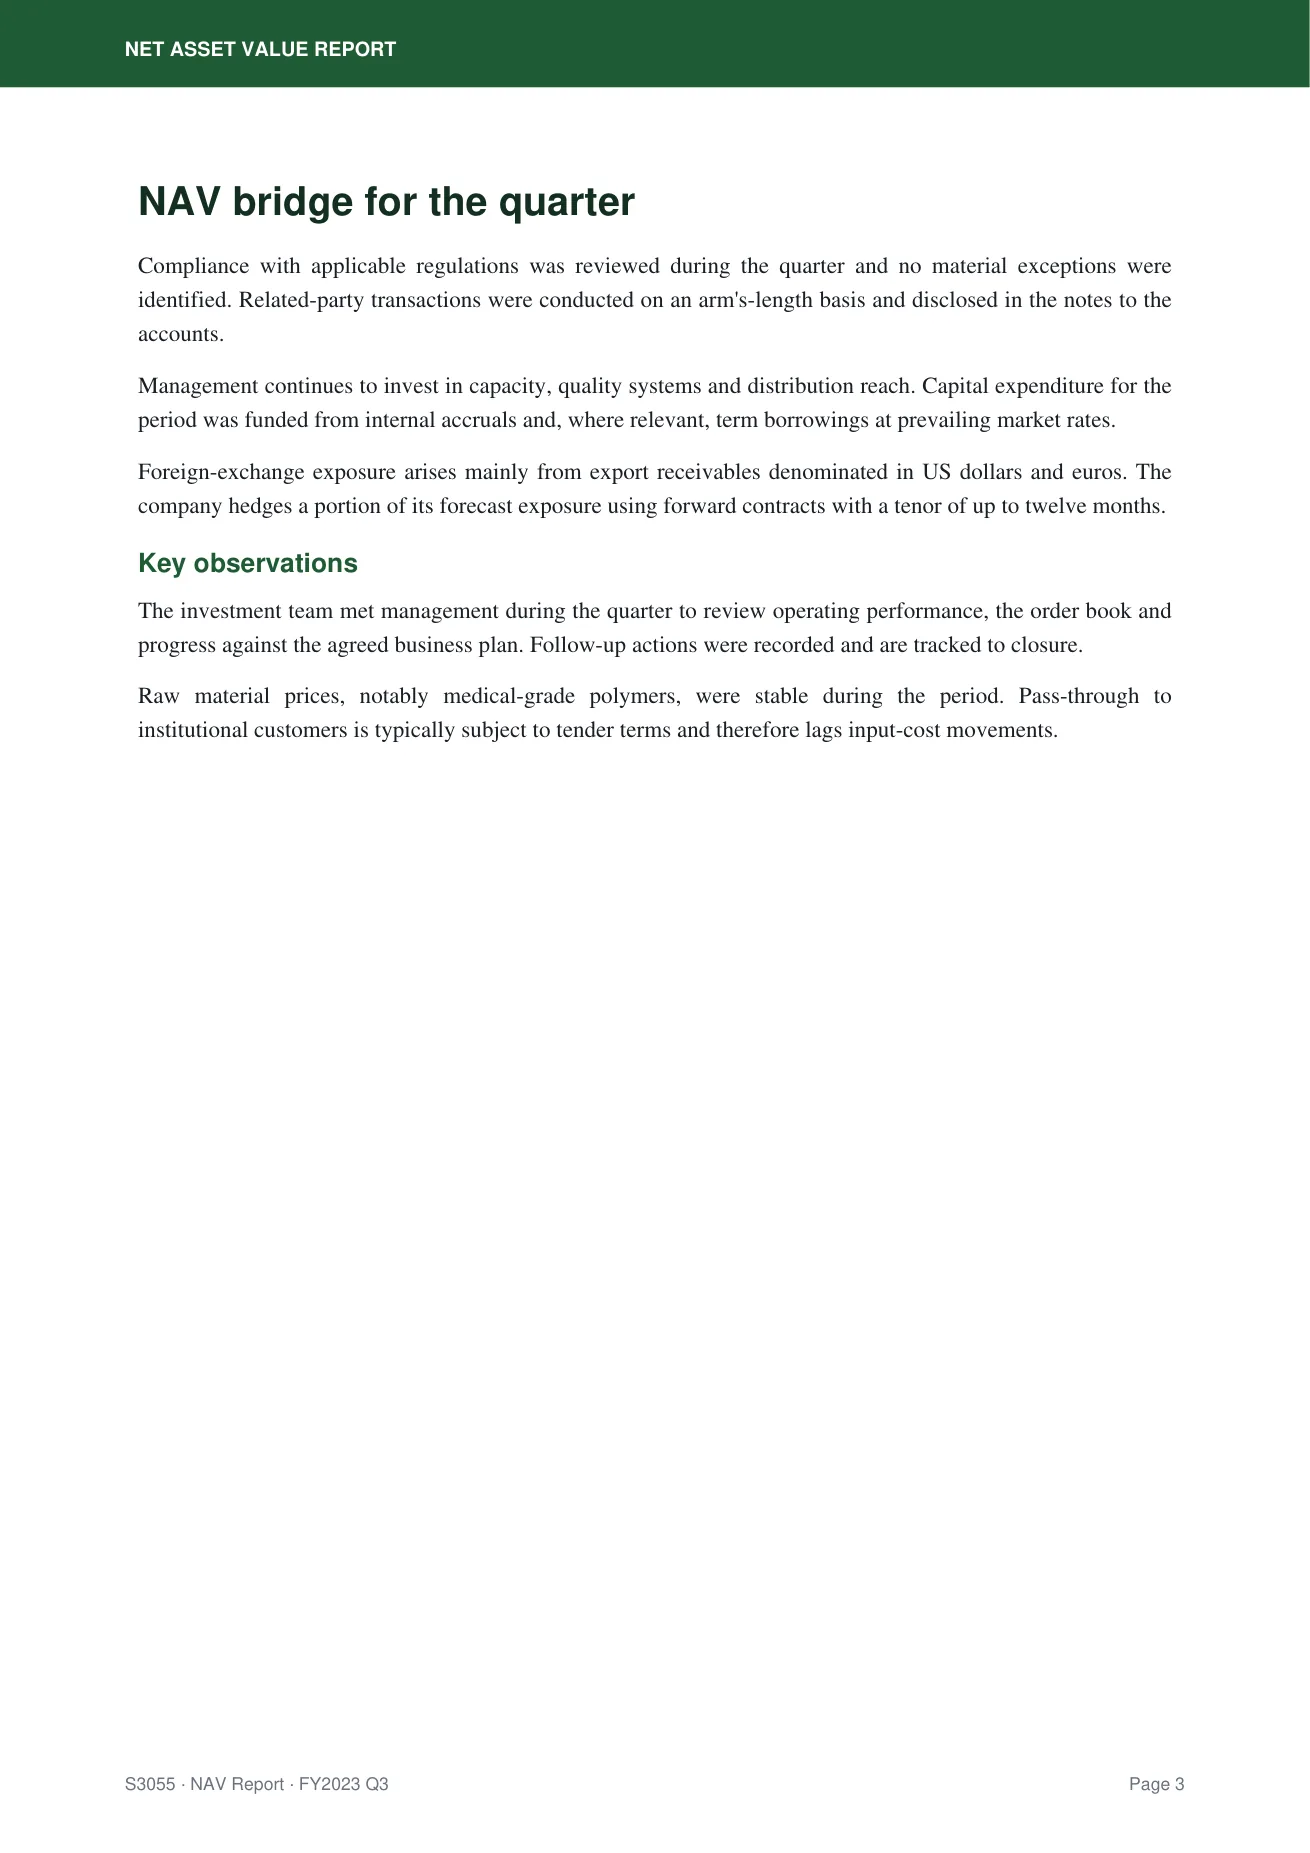 NET ASSET VALUE REPORT
NAV bridge for the quarter
Compliance with applicable regulations was reviewed during the quarter and no material exceptions were
identified. Related-party transactions were conducted on an arm's-length basis and disclosed in the notes to the
accounts.
Management continues to invest in capacity, quality systems and distribution reach. Capital expenditure for the
period was funded from internal accruals and, where relevant, term borrowings at prevailing market rates.
Foreign-exchange exposure arises mainly from export receivables denominated in US dollars and euros. The
company hedges a portion of its forecast exposure using forward contracts with a tenor of up to twelve months.
Key observations
The investment team met management during the quarter to review operating performance, the order book and
progress against the agreed business plan. Follow-up actions were recorded and are tracked to closure.
Raw material prices, notably medical-grade polymers, were stable during the period. Pass-through to
institutional customers is typically subject to tender terms and therefore lags input-cost movements.
S3055 · NAV Report · FY2023 Q3
Page 3